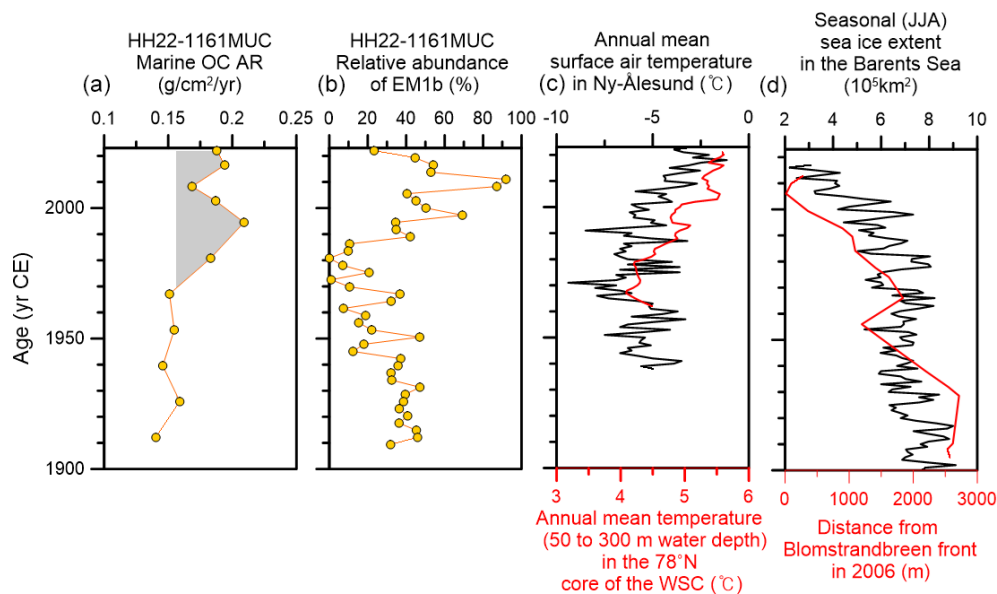 HH22-1161MUC
Marine OC AR
(g/cm²/yr)
(a)
0.1 0.15 0.2 0.25
HH22-1161MUC
Relative abundance
of EM1b (%)
(b)
0 20 40 60 80 100
Annual mean
surface air temperature
in Ny-Ålesund (℃)
(c)
-10 -5 0
Seasonal (JJA)
sea ice extent
in the Barents Sea
(10⁵km²)
(d)
2 4 6 8 10
Age (yr CE)
2000
1950
1900
3 4 5 6
Annual mean temperature
(50 to 300 m water depth)
in the 78°N
core of the WSC (℃)
0 1000 2000 3000
Distance from
Blomstrandbreen front
in 2006 (m)